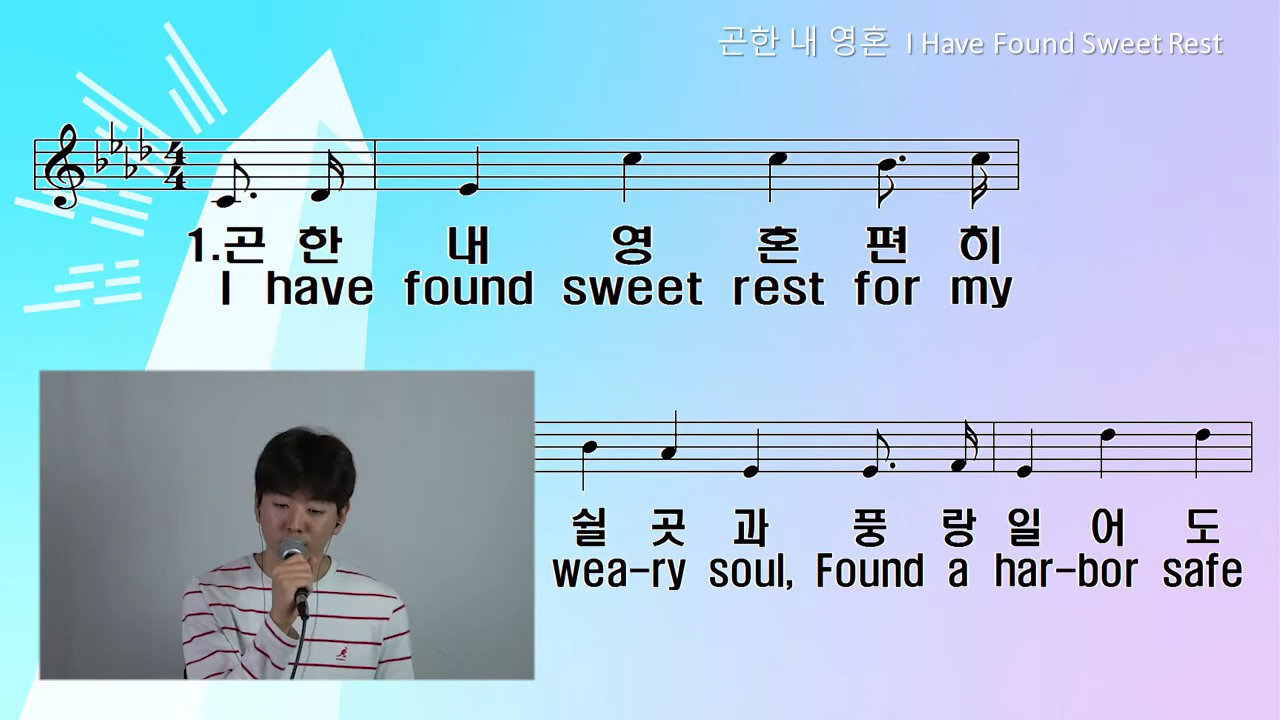 곤한 내 영혼 I Have Found Sweet Rest
4
4
1.곤 한 내 영 혼 편 히
I have found sweet rest for my
쉴 곳 과 풍 랑 일 어 도
wea-ry soul, Found a har-bor safe